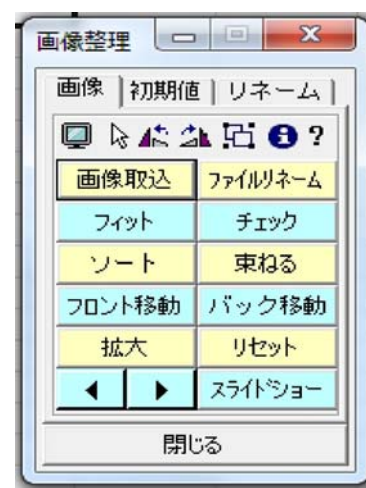 画像整理
画像 初期値 リネーム
?
画像取込 ﾌｧｲﾙﾘﾈｰﾑ
フィット チェック
ソート 束ねる
フロント移動 バック移動
拡大 リセット
ｽﾗｲﾄﾞｼｮｰ
閉じる